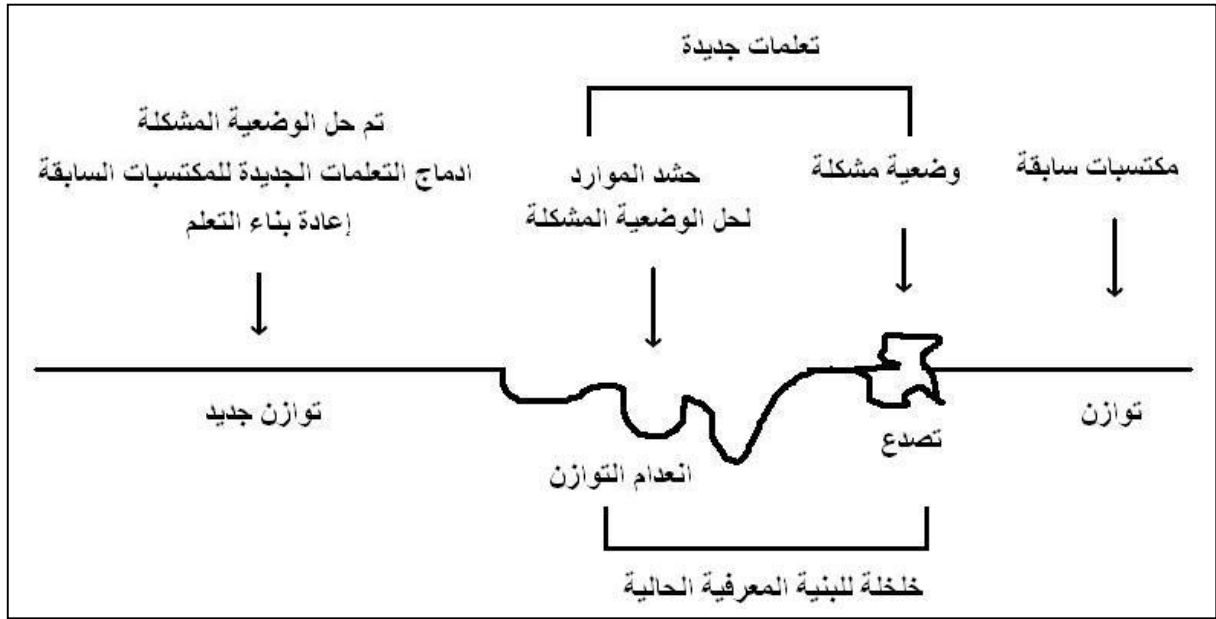 تعلمات جديدة
مكتسبات سابقة
وضعية مشكلة
حشد الموارد
لحل الوضعية المشكلة
تم حل الوضعية المشكلة
ادماج التعلمات الجديدة للمكتسبات السابقة
إعادة بناء التعلم
توازن
تصدع
انعدام التوازن
توازن جديد
خلخلة للبنية المعرفية الحالية